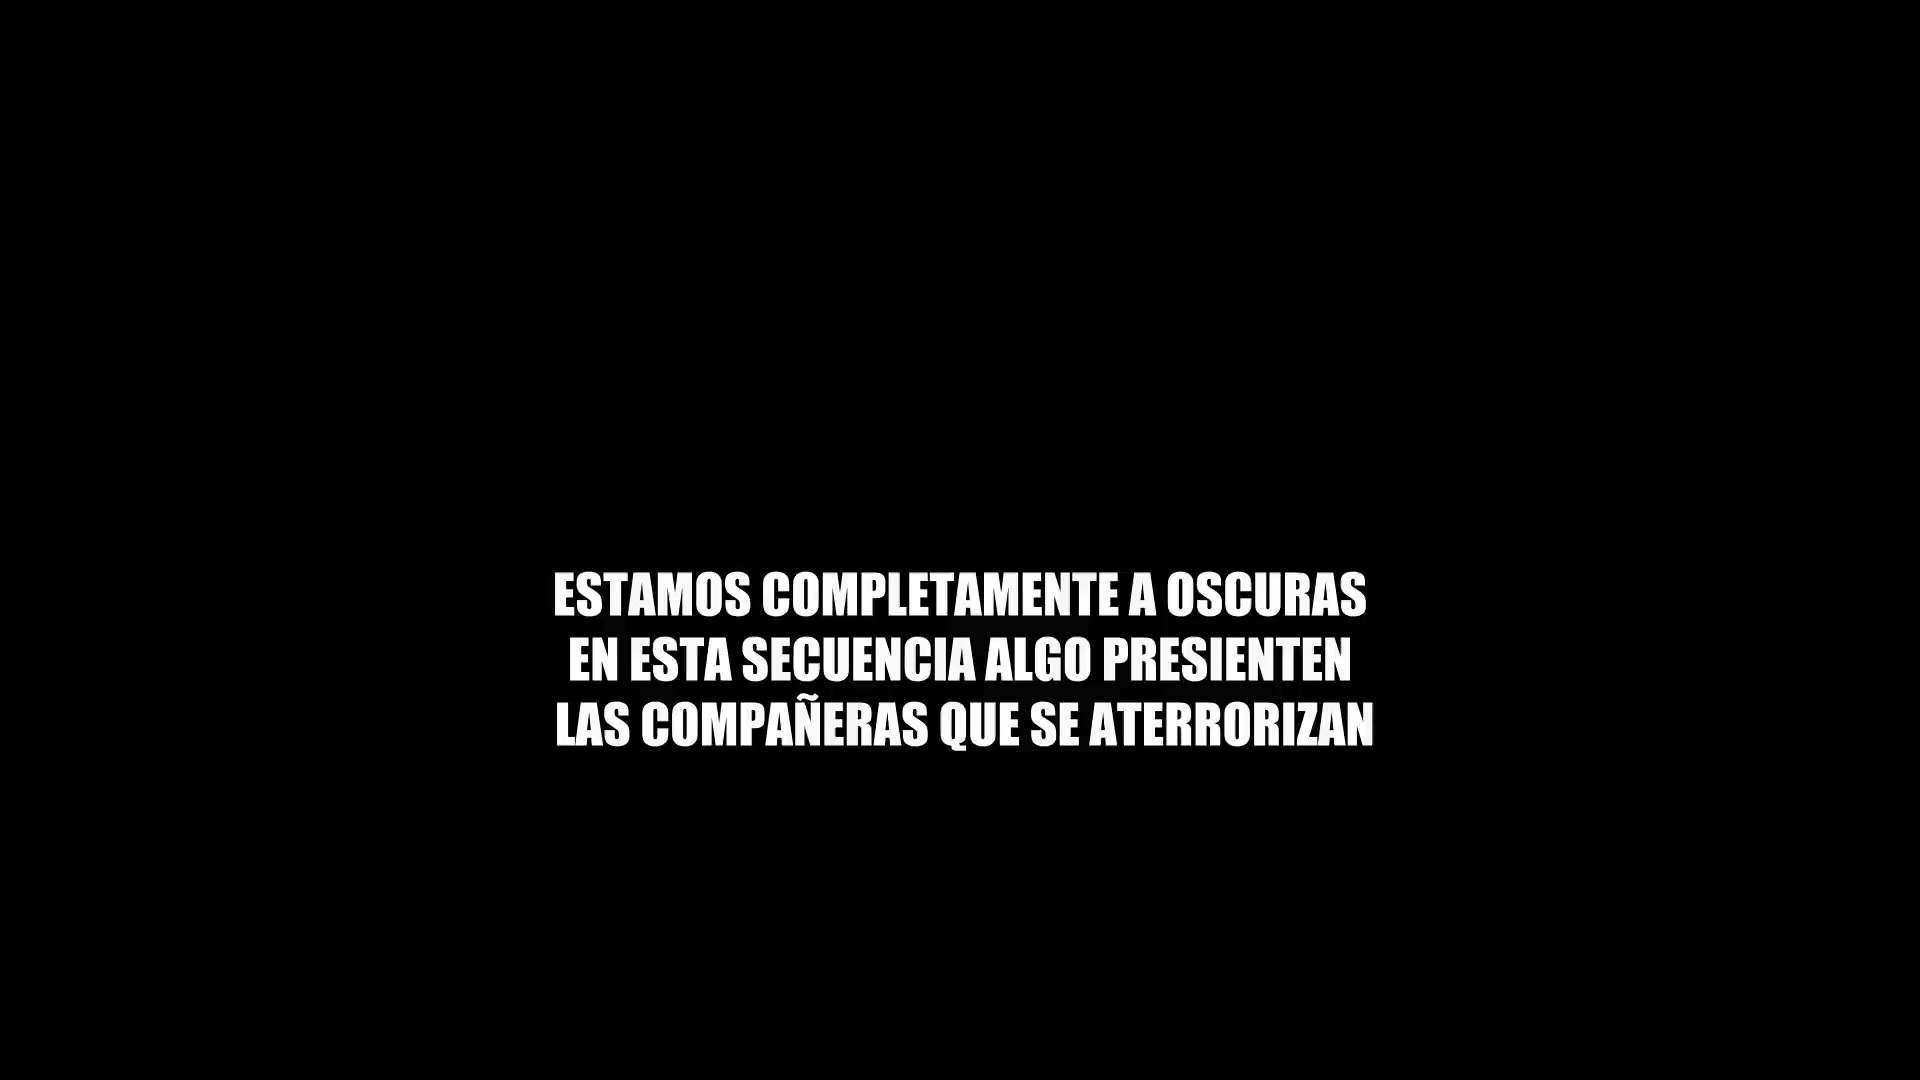 ESTAMOS COMPLETAMENTE A OSCURAS
EN ESTA SECUENCIA ALGO PRESIENTEN
LAS COMPAÑERAS QUE SE ATERRORIZAN